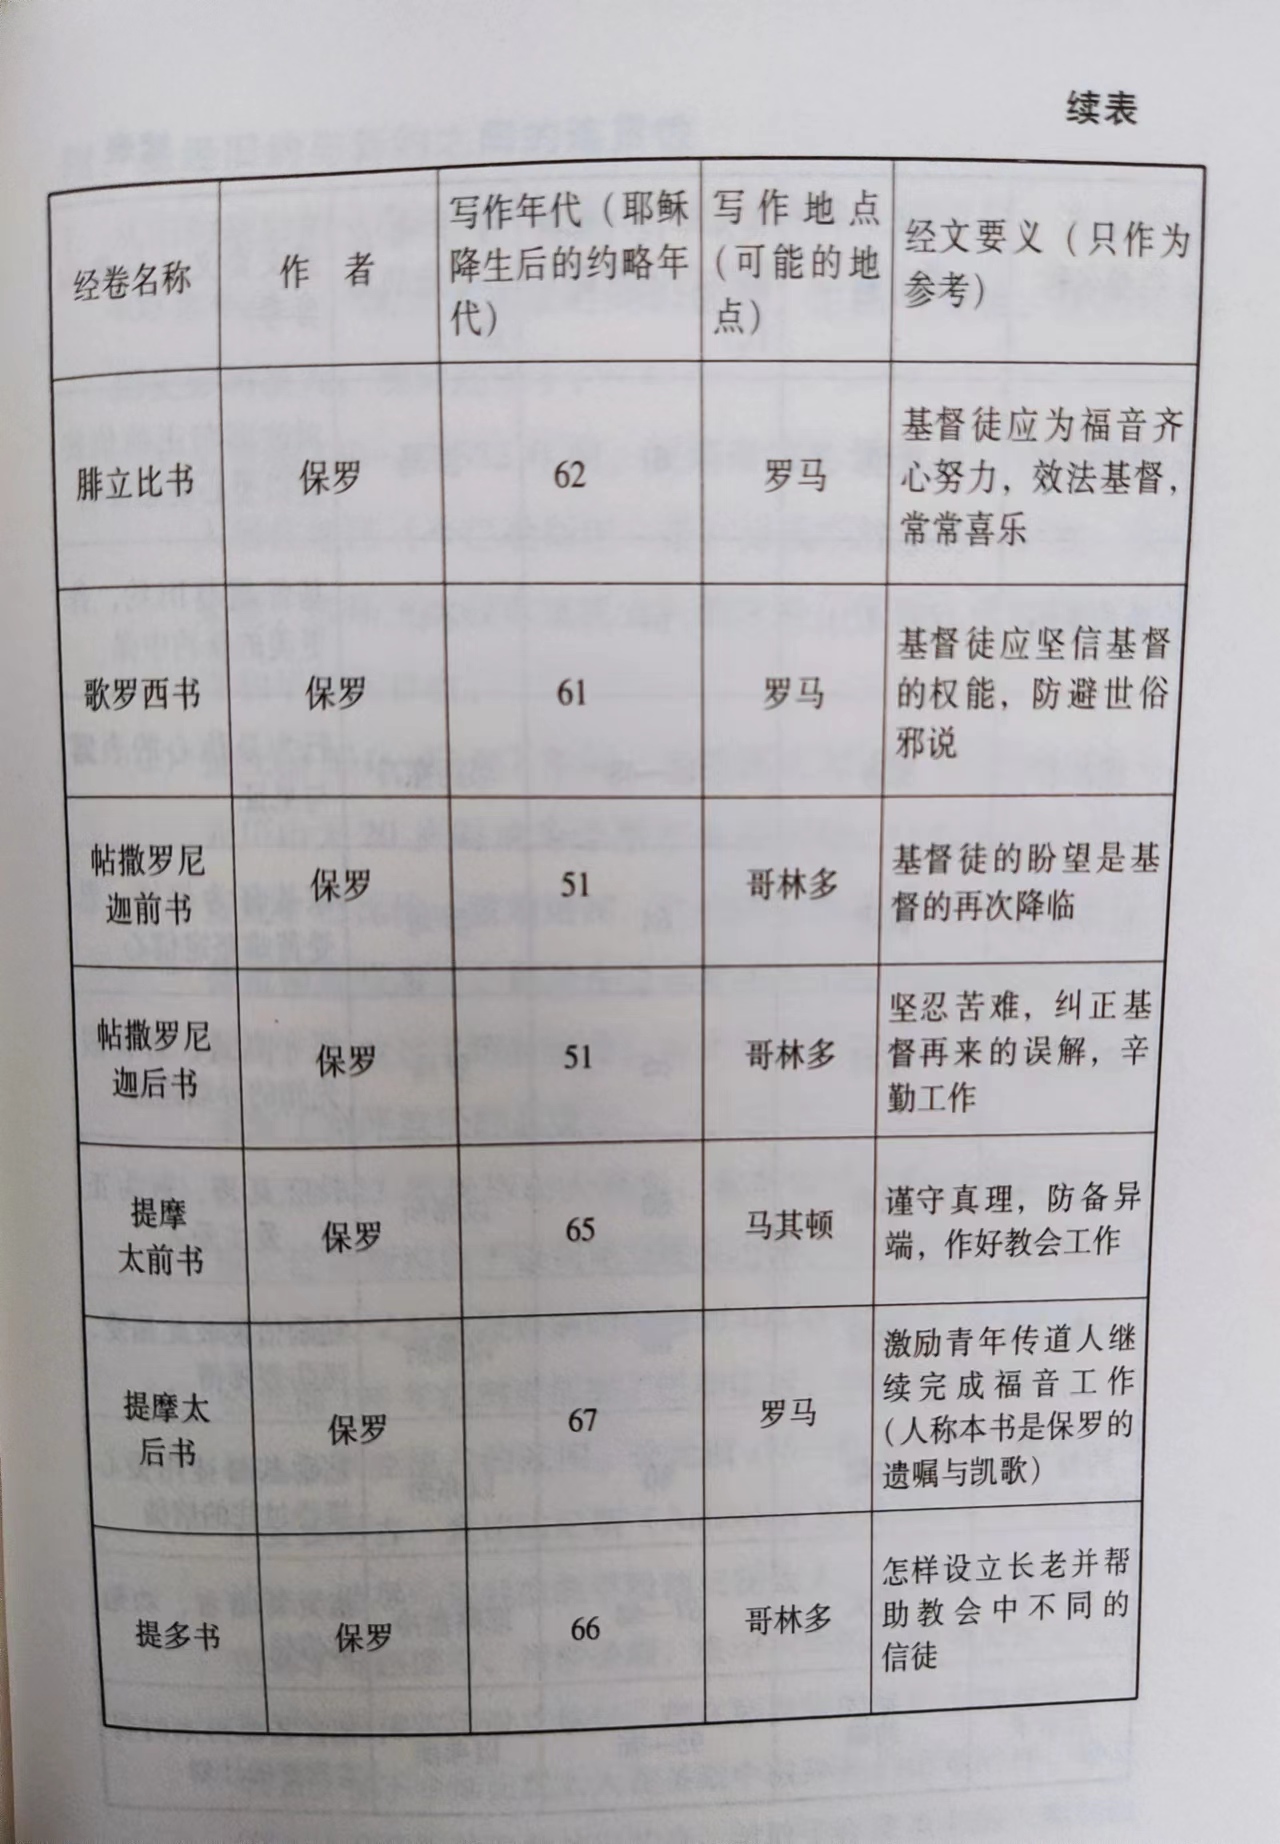 续表
经卷名称
作 者
写作年代（耶稣
降生后的约略年
代）
写作地点
（可能的地
点）
经文要义（只作为
参考）
腓立比书
保罗
62
罗马
基督徒应为福音齐
心努力，效法基督，
常常喜乐
歌罗西书
保罗
61
罗马
基督徒应坚信基督
的权能，防避世俗
邪说
帖撒罗尼
迦前书
保罗
51
哥林多
基督徒的盼望是基
督的再次降临
帖撒罗尼
迦后书
保罗
51
哥林多
坚忍苦难，纠正基
督再来的误解，辛
勤工作
提摩
太前书
保罗
65
马其顿
谨守真理，防备异
端，作好教会工作
提摩太
后书
保罗
67
罗马
激励青年传道人继
续完成福音工作
（人称本书是保罗的
遗嘱与凯歌）
提多书
保罗
66
哥林多
怎样设立长老并帮
助教会中不同的
信徒